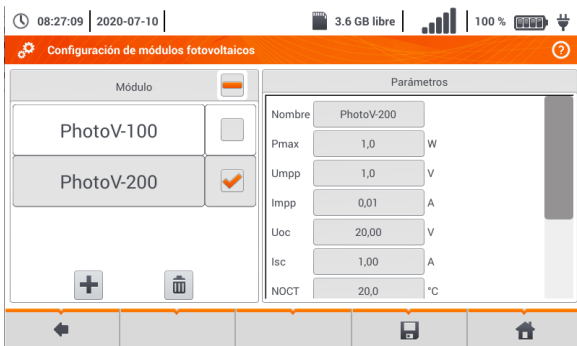 08:27:09 2020-07-10 3.6 GB libre 100 %
Configuración de módulos fotovoltaicos ?
Módulo
PhotoV-100
PhotoV-200
Parámetros
Nombre PhotoV-200
Pmax 1,0 W
Umpp 1,0 V
Impp 0,01 A
Uoc 20,00 V
Isc 1,00 A
NOCT 20,0 °C